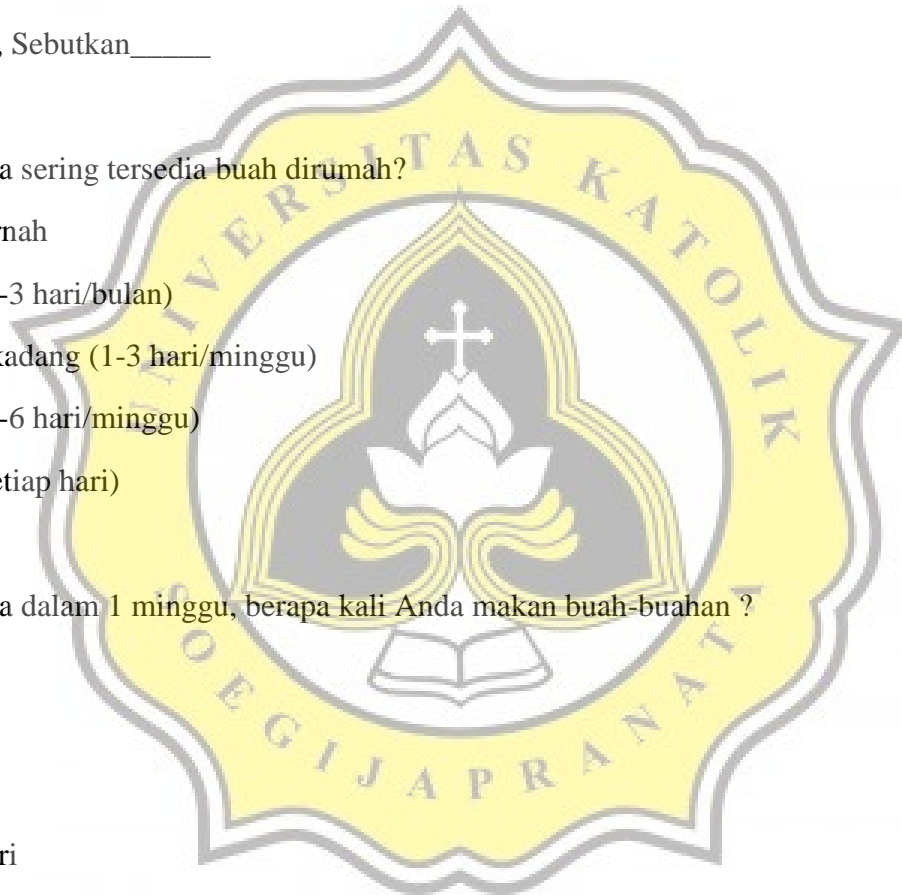 , Sebutkan_____
a sering tersedia buah dirumah?
rnah
-3 hari/bulan)
kadang (1-3 hari/minggu)
-6 hari/minggu)
etiap hari)
a dalam 1 minggu, berapa kali Anda makan buah-buahan ?
ri
UNIVERSITAS KATOLIK
SOEGIJAPRANATA